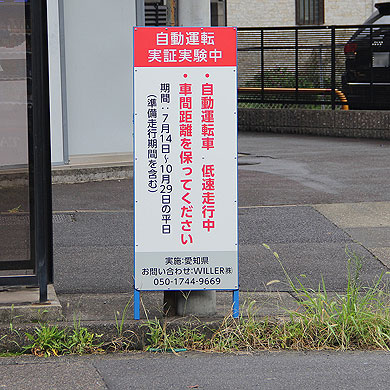 自動運転
実証実験中
・自動運転車 低速走行中
・車間距離を保ってください
期間：7月14日〜10月29日の平日
（準備走行期間を含む）
実施：愛知県
お問い合わせ：WILLER㈱
050-1744-9669